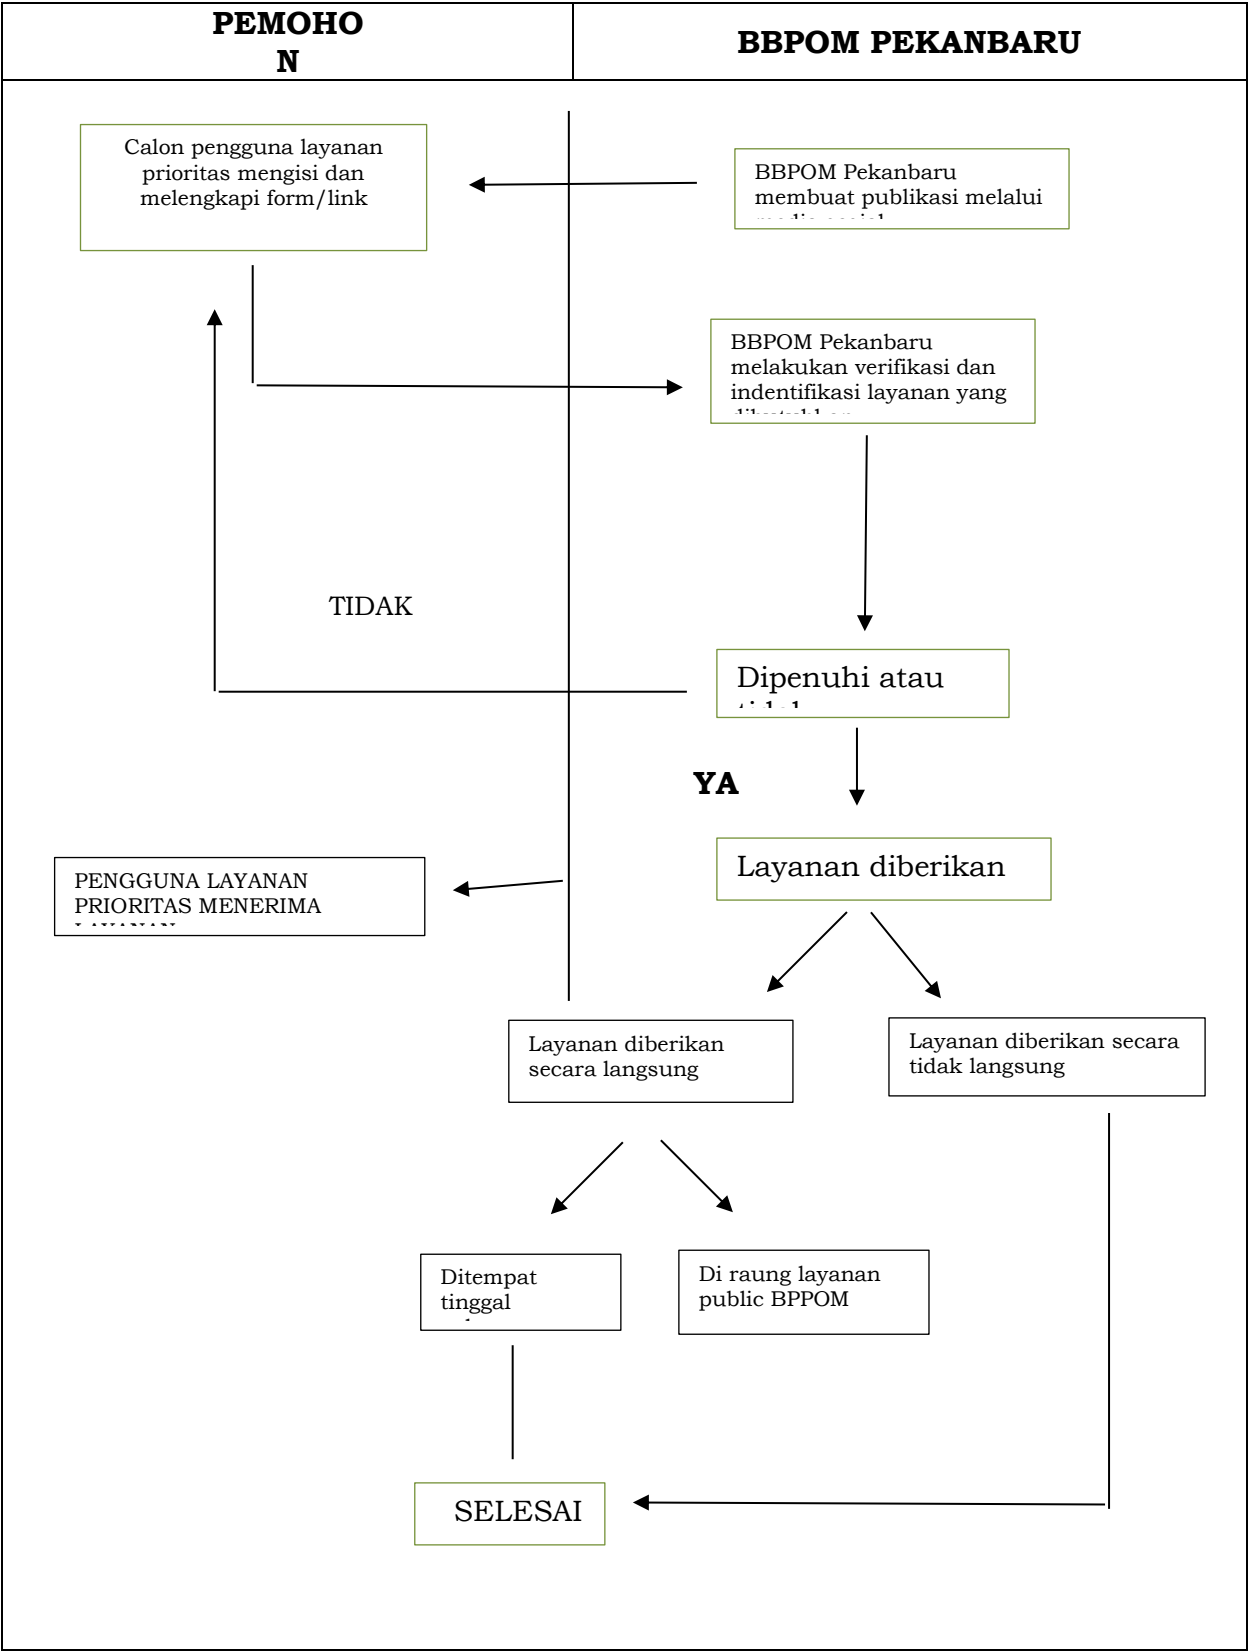 PEMOHO
N
BBPOM PEKANBARU
Calon pengguna layanan
prioritas mengisi dan
melengkapi form/link
BBPOM Pekanbaru
membuat publikasi melalui
BBPOM Pekanbaru
melakukan verifikasi dan
indentifikasi layanan yang
TIDAK
Dipenuhi atau
YA
Layanan diberikan
PENGGUNA LAYANAN
PRIORITAS MENERIMA
Layanan diberikan
secara langsung
Layanan diberikan secara
tidak langsung
Ditempat
tinggal
Di raung layanan
public BPPOM
SELESAI